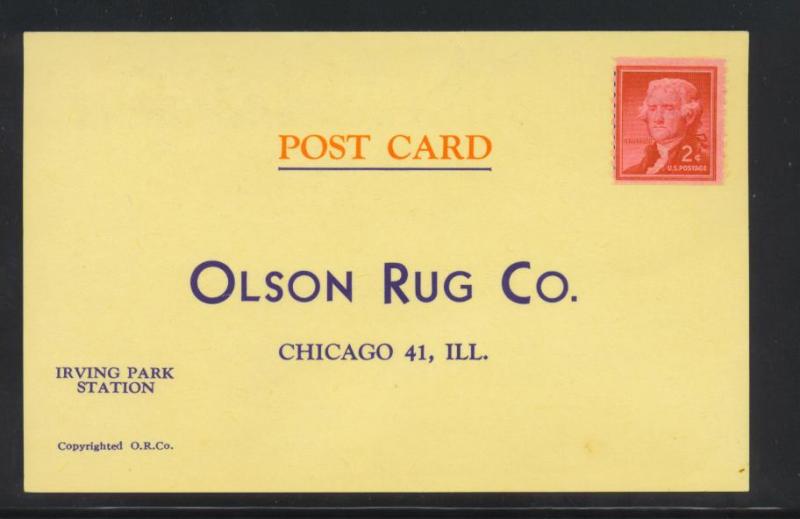 POST CARD
2¢
U.S. POSTAGE
OLSON RUG CO.
CHICAGO 41, ILL.
IRVING PARK
STATION
Copyrighted O.R.Co.